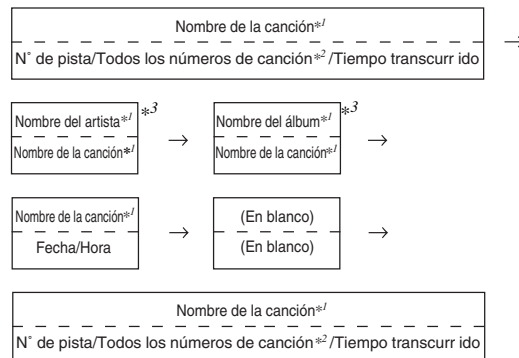 Nombre de la canción*1
N° de pista/Todos los números de canción*2/Tiempo transcurr ido
→
Nombre del artista*1
Nombre de la canción*1
*3
→
Nombre del álbum*1
Nombre de la canción*1
*3
→
Nombre de la canción*1
Fecha/Hora
→
(En blanco)
(En blanco)
→
Nombre de la canción*1
N° de pista/Todos los números de canción*2/Tiempo transcurr ido